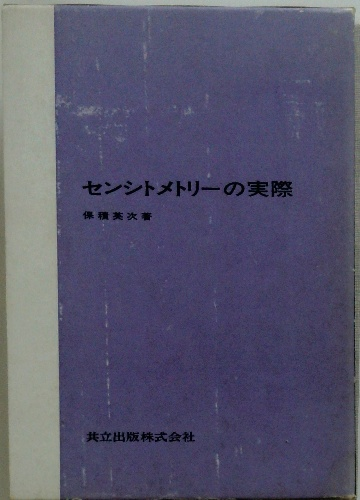 センシトメトリーの実際
保積英次著
共立出版株式会社